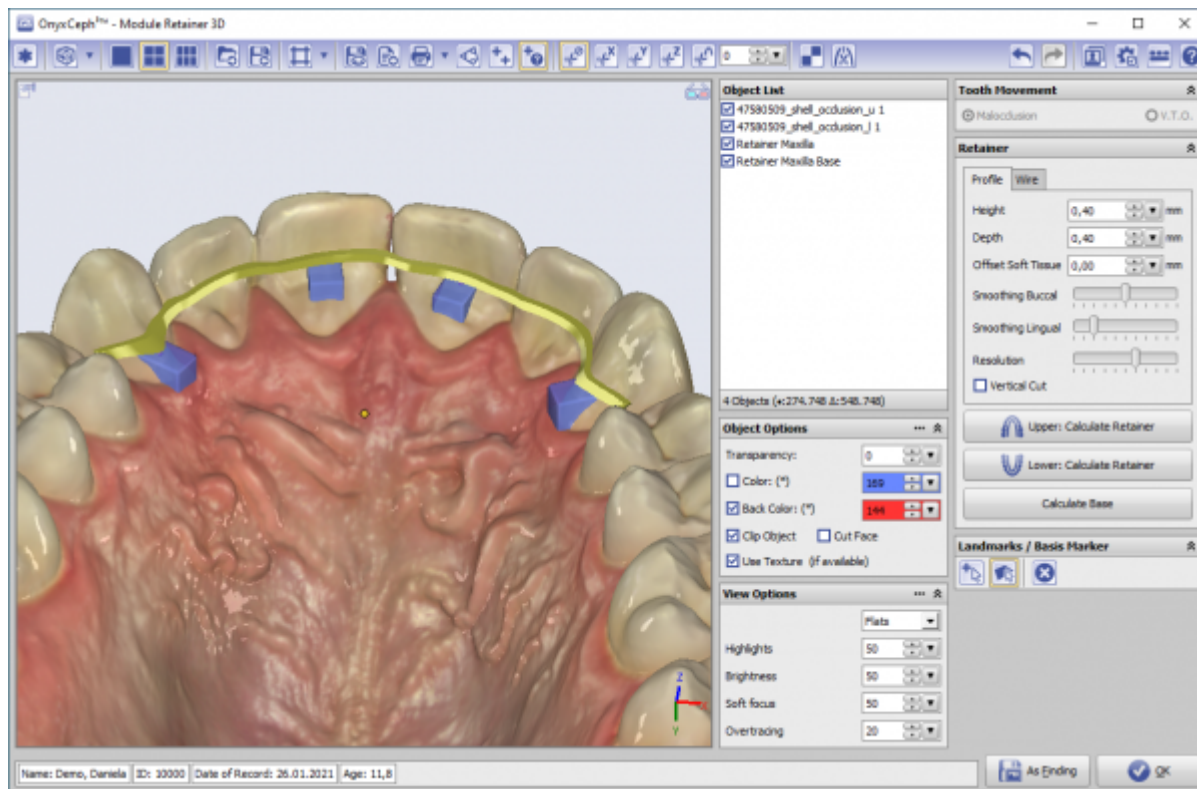 OnyxCeph³™ - Module Retainer 3D
0
Object List
47580509_shell_occlusion_u 1
47580509_shell_occlusion_l 1
Retainer Maxilla
Retainer Maxilla Base
4 Objects (+:274.748 Δ:548.748)
Object Options
Transparency: 0
Color: (*) 169
Back Color: (*) 144
Clip Object Cut Face
Use Texture (if available)
View Options
Flats
Highlights 50
Brightness 50
Soft focus 50
Overtracing 20
Tooth Movement
Malocclusion V.T.O.
Retainer
Profile Wire
Height 0,40 mm
Depth 0,40 mm
Offset Soft Tissue 0,00 mm
Smoothing Buccal
Smoothing Lingual
Resolution
Vertical Cut
Upper: Calculate Retainer
Lower: Calculate Retainer
Calculate Base
Landmarks / Basis Marker
Z
X
Y
Name: Demo, Daniela ID: 10000 Date of Record: 26.01.2021 Age: 11,8
As Finding OK